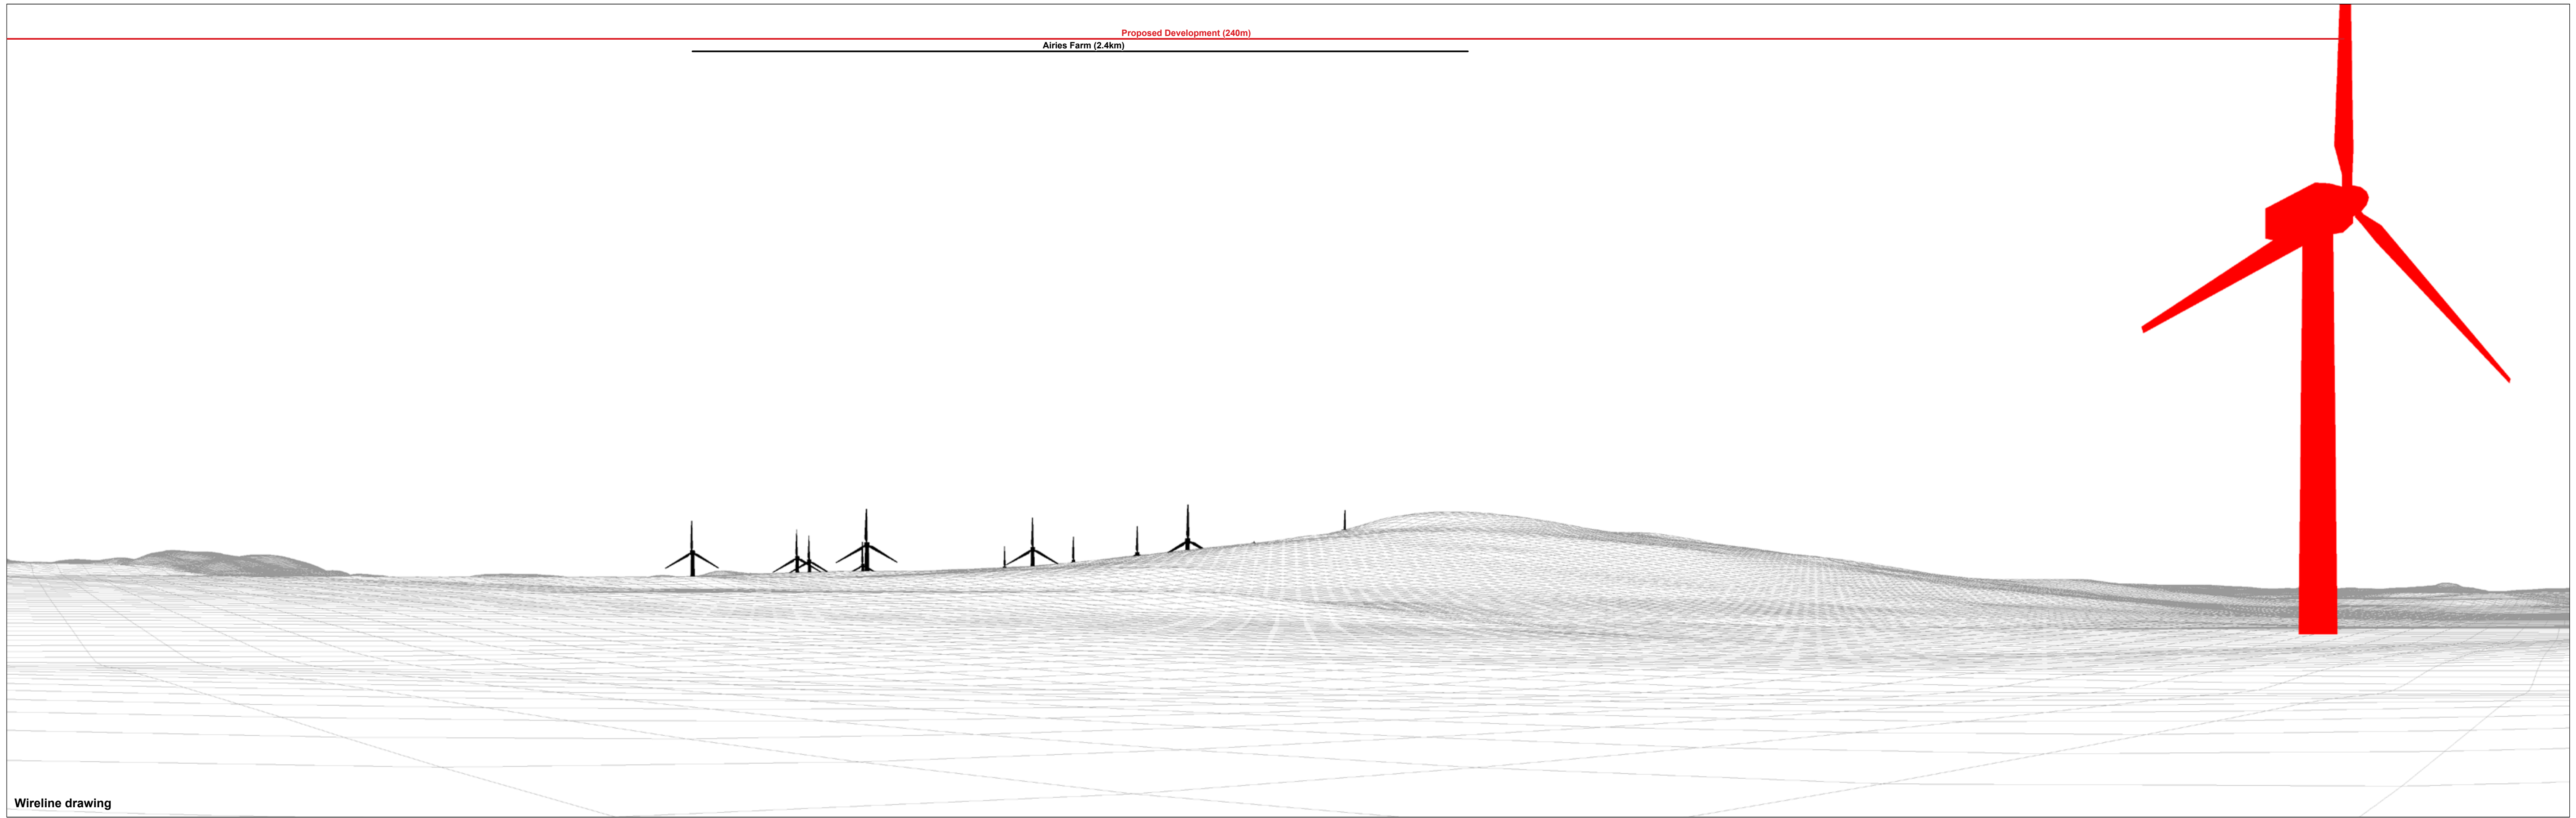 Proposed Development (240m)
Airies Farm (2.4km)
Wireline drawing